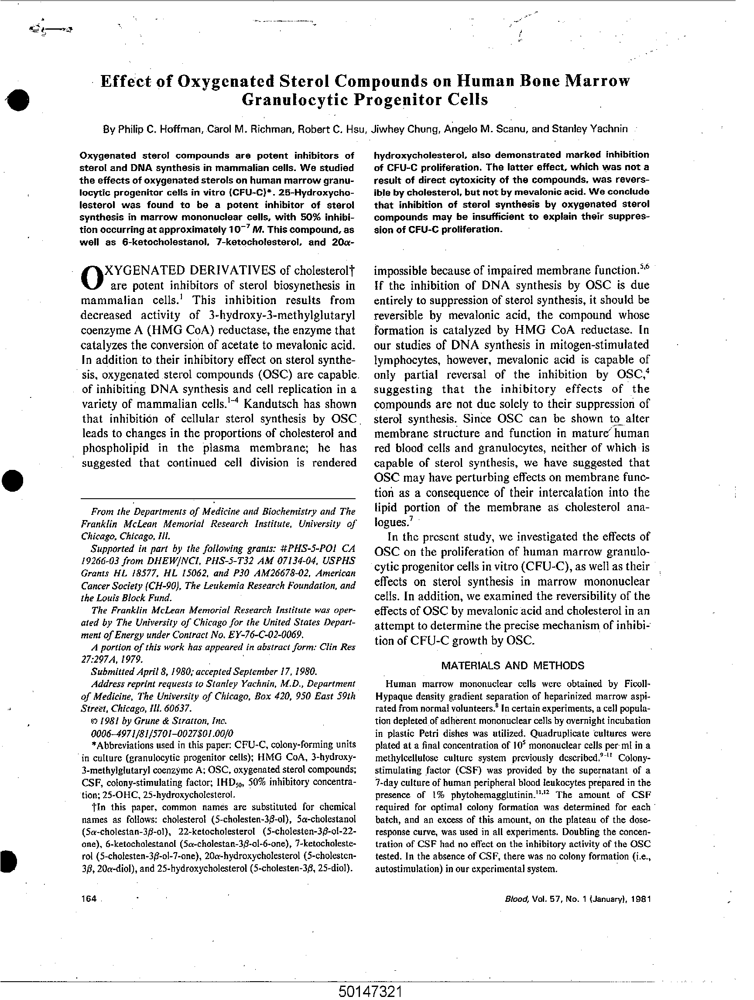 Effect of Oxygenated Sterol Compounds on Human Bone Marrow
Granulocytic Progenitor Cells
By Philip C. Hoffman, Carol M. Richman, Robert C. Hsu, Jiwhey Chung, Angelo M. Scanu, and Stanley Yachnin
Oxygenated sterol compounds are potent inhibitors of
sterol and DNA synthesis in mammalian cells. We studied
the effects of oxygenated sterols on human marrow granu-
locytic progenitor cells in vitro (CFU-C)*. 25-Hydroxycho-
lesterol was found to be a potent inhibitor of sterol
synthesis in marrow mononuclear cells, with 50% inhibi-
tion occurring at approximately 10⁻⁷ M. This compound, as
well as 6-ketocholestanol, 7-ketocholesterol, and 20α-
hydroxycholesterol, also demonstrated marked inhibition
of CFU-C proliferation. The latter effect, which was not a
result of direct cytoxicity of the compounds, was revers-
ible by cholesterol, but not by mevalonic acid. We conclude
that inhibition of sterol synthesis by oxygenated sterol
compounds may be insufficient to explain their suppres-
sion of CFU-C proliferation.
OXYGENATED DERIVATIVES of cholesterol†
are potent inhibitors of sterol biosynethesis in
mammalian cells.¹ This inhibition results from
decreased activity of 3-hydroxy-3-methylglutaryl
coenzyme A (HMG CoA) reductase, the enzyme that
catalyzes the conversion of acetate to mevalonic acid.
In addition to their inhibitory effect on sterol synthe-
sis, oxygenated sterol compounds (OSC) are capable
of inhibiting DNA synthesis and cell replication in a
variety of mammalian cells.¹⁻⁴ Kandutsch has shown
that inhibition of cellular sterol synthesis by OSC
leads to changes in the proportions of cholesterol and
phospholipid in the plasma membrane; he has
suggested that continued cell division is rendered
From the Departments of Medicine and Biochemistry and The
Franklin McLean Memorial Research Institute, University of
Chicago, Chicago, Ill.
Supported in part by the following grants: #PHS-5-PO1 CA
19266-03 from DHEW/NCI, PHS-5-T32 AM 07134-04, USPHS
Grants HL 18577, HL 15062, and P30 AM26678-02, American
Cancer Society (CH-90), The Leukemia Research Foundation, and
the Louis Block Fund.
The Franklin McLean Memorial Research Institute was oper-
ated by The University of Chicago for the United States Depart-
ment of Energy under Contract No. EY-76-C-02-0069.
A portion of this work has appeared in abstract form: Clin Res
27:297A, 1979.
Submitted April 8, 1980; accepted September 17, 1980.
Address reprint requests to Stanley Yachnin, M.D., Department
of Medicine, The University of Chicago, Box 420, 950 East 59th
Street, Chicago, Ill. 60637.
© 1981 by Grune & Stratton, Inc.
0006-4971/81/5701-0027$01.00/0
*Abbreviations used in this paper: CFU-C, colony-forming units
in culture (granulocytic progenitor cells); HMG CoA, 3-hydroxy-
3-methylglutaryl coenzyme A; OSC, oxygenated sterol compounds;
CSF, colony-stimulating factor; IHD₅₀, 50% inhibitory concentra-
tion; 25-OHC, 25-hydroxycholesterol.
†In this paper, common names are substituted for chemical
names as follows: cholesterol (5-cholesten-3β-ol), 5α-cholestanol
(5α-cholestan-3β-ol), 22-ketocholesterol (5-cholesten-3β-ol-22-
one), 6-ketocholestanol (5α-cholestan-3β-ol-6-one), 7-ketocholeste-
rol (5-cholesten-3β-ol-7-one), 20α-hydroxycholesterol (5-cholesten-
3β, 20α-diol), and 25-hydroxycholesterol (5-cholesten-3β, 25-diol).
impossible because of impaired membrane function.⁵,⁶
If the inhibition of DNA synthesis by OSC is due
entirely to suppression of sterol synthesis, it should be
reversible by mevalonic acid, the compound whose
formation is catalyzed by HMG CoA reductase. In
our studies of DNA synthesis in mitogen-stimulated
lymphocytes, however, mevalonic acid is capable of
only partial reversal of the inhibition by OSC,⁴
suggesting that the inhibitory effects of the
compounds are not due solely to their suppression of
sterol synthesis. Since OSC can be shown to alter
membrane structure and function in mature human
red blood cells and granulocytes, neither of which is
capable of sterol synthesis, we have suggested that
OSC may have perturbing effects on membrane func-
tion as a consequence of their intercalation into the
lipid portion of the membrane as cholesterol ana-
logues.⁷
In the present study, we investigated the effects of
OSC on the proliferation of human marrow granulo-
cytic progenitor cells in vitro (CFU-C), as well as their
effects on sterol synthesis in marrow mononuclear
cells. In addition, we examined the reversibility of the
effects of OSC by mevalonic acid and cholesterol in an
attempt to determine the precise mechanism of inhibi-
tion of CFU-C growth by OSC.
MATERIALS AND METHODS
Human marrow mononuclear cells were obtained by Ficoll-
Hypaque density gradient separation of heparinized marrow aspi-
rated from normal volunteers.⁸ In certain experiments, a cell popula-
tion depleted of adherent mononuclear cells by overnight incubation
in plastic Petri dishes was utilized. Quadruplicate cultures were
plated at a final concentration of 10⁵ mononuclear cells per ml in a
methylcellulose culture system previously described.⁹⁻¹¹ Colony-
stimulating factor (CSF) was provided by the supernatant of a
7-day culture of human peripheral blood leukocytes prepared in the
presence of 1% phytohemagglutinin.¹¹,¹² The amount of CSF
required for optimal colony formation was determined for each
batch, and an excess of this amount, on the plateau of the dose-
response curve, was used in all experiments. Doubling the concen-
tration of CSF had no effect on the inhibitory activity of the OSC
tested. In the absence of CSF, there was no colony formation (i.e.,
autostimulation) in our experimental system.
164
Blood, Vol. 57, No. 1 (January), 1981
50147321